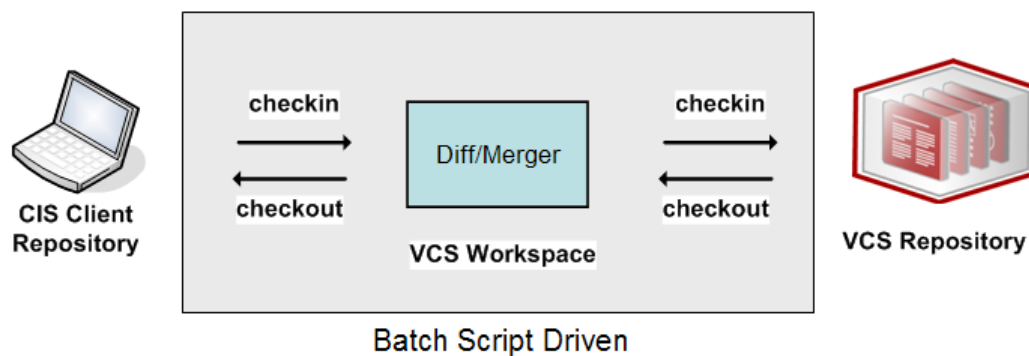 checkin
checkin
Diff/Merger
checkout
checkout
CIS Client
Repository
VCS Workspace
VCS Repository
Batch Script Driven